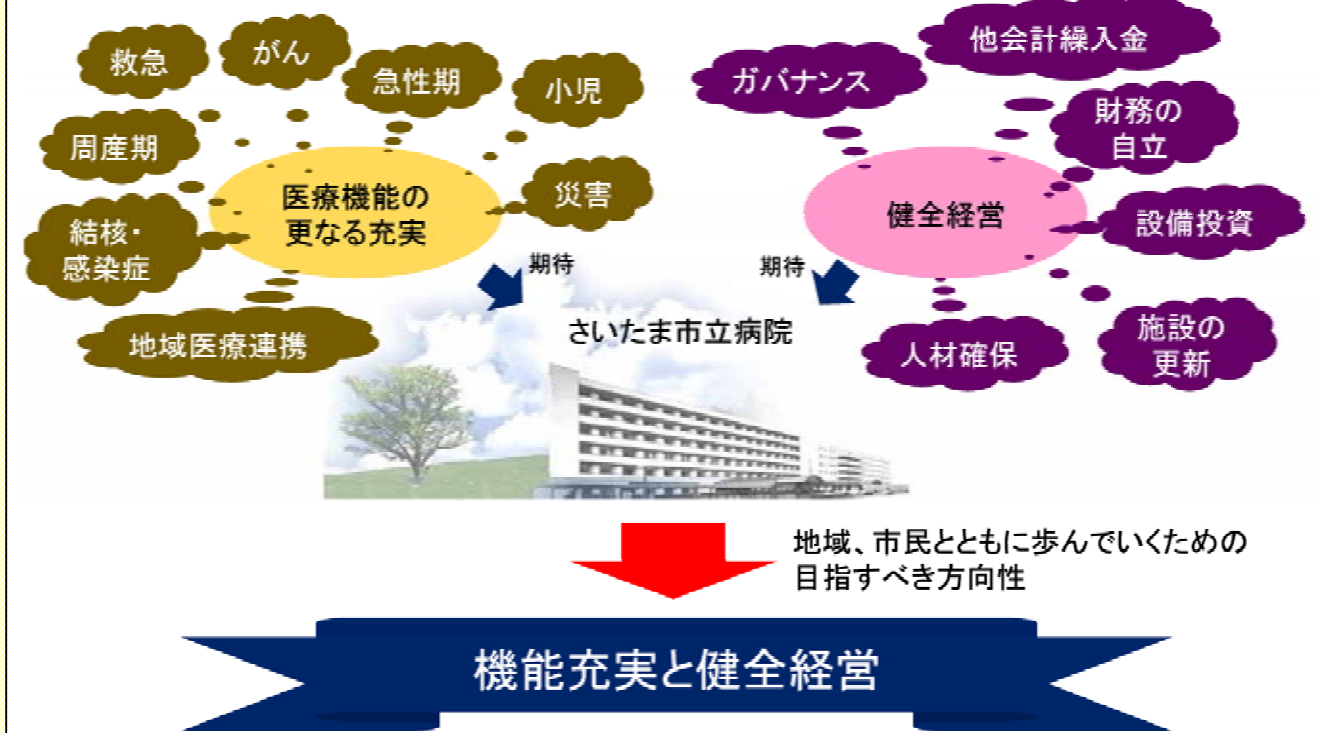 救急
がん
急性期
小児
周産期
医療機能の
更なる充実
災害
結核・
感染症
地域医療連携
期待
ガバナンス
他会計繰入金
財務の
自立
健全経営
設備投資
期待
人材確保
施設の
更新
さいたま市立病院
地域、市民とともに歩んでいくための
目指すべき方向性
機能充実と健全経営